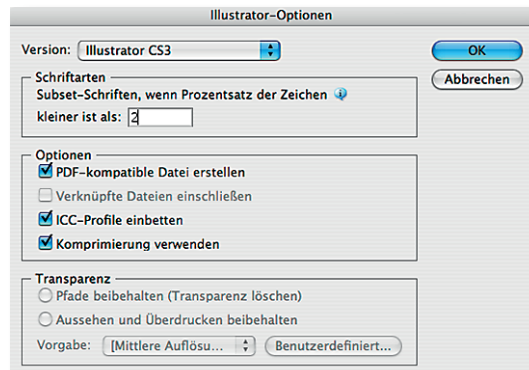 Illustrator-Optionen
Version: Illustrator CS3
OK
Abbrechen
Schriftarten
Subset-Schriften, wenn Prozentsatz der Zeichen
kleiner ist als: 2
Optionen
PDF-kompatible Datei erstellen
Verknüpfte Dateien einschließen
ICC-Profile einbetten
Komprimierung verwenden
Transparenz
Pfade beibehalten (Transparenz löschen)
Aussehen und Überdrucken beibehalten
Vorgabe: [Mittlere Auflösu... Benutzerdefiniert...